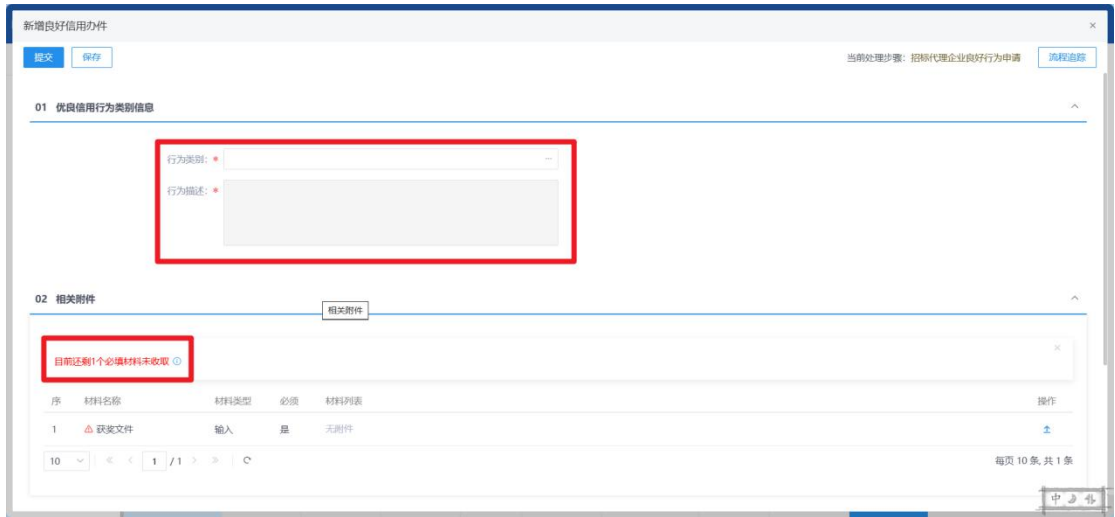 新增良好信用办件
提交 保存 当前处理步骤: 招标代理企业良好行为申请 流程追踪
01 优良信用行为类别信息
行为类别: *
行为描述: *
02 相关附件
相关附件
目前还剩1个必填材料未收取
序 材料名称 材料类型 必须 材料列表 操作
1 获奖文件 输入 是 无附件
10 1 / 1 每页 10 条, 共 1 条
中